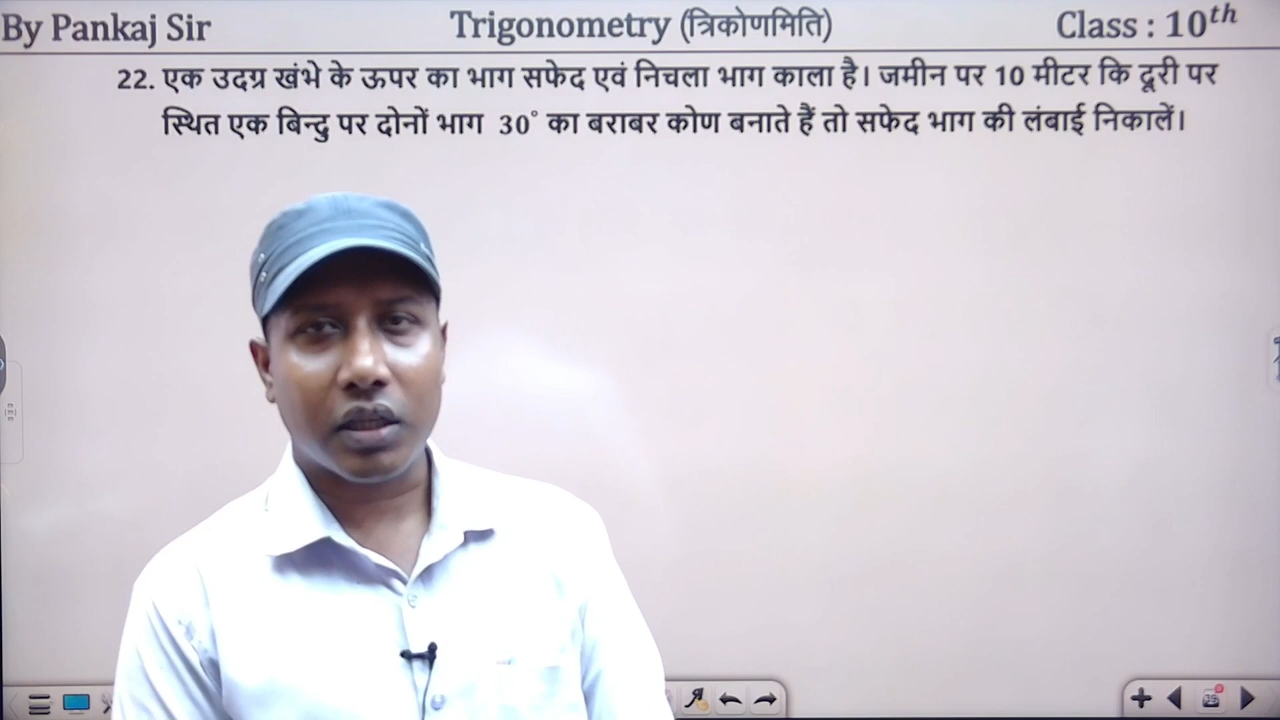 By Pankaj Sir Trigonometry (त्रिकोणमिति) Class : 10th
22. एक उदग्र खंभे के ऊपर का भाग सफेद एवं निचला भाग काला है। जमीन पर 10 मीटर कि दूरी पर
स्थित एक बिन्दु पर दोनों भाग 30° का बराबर कोण बनाते हैं तो सफेद भाग की लंबाई निकालें।